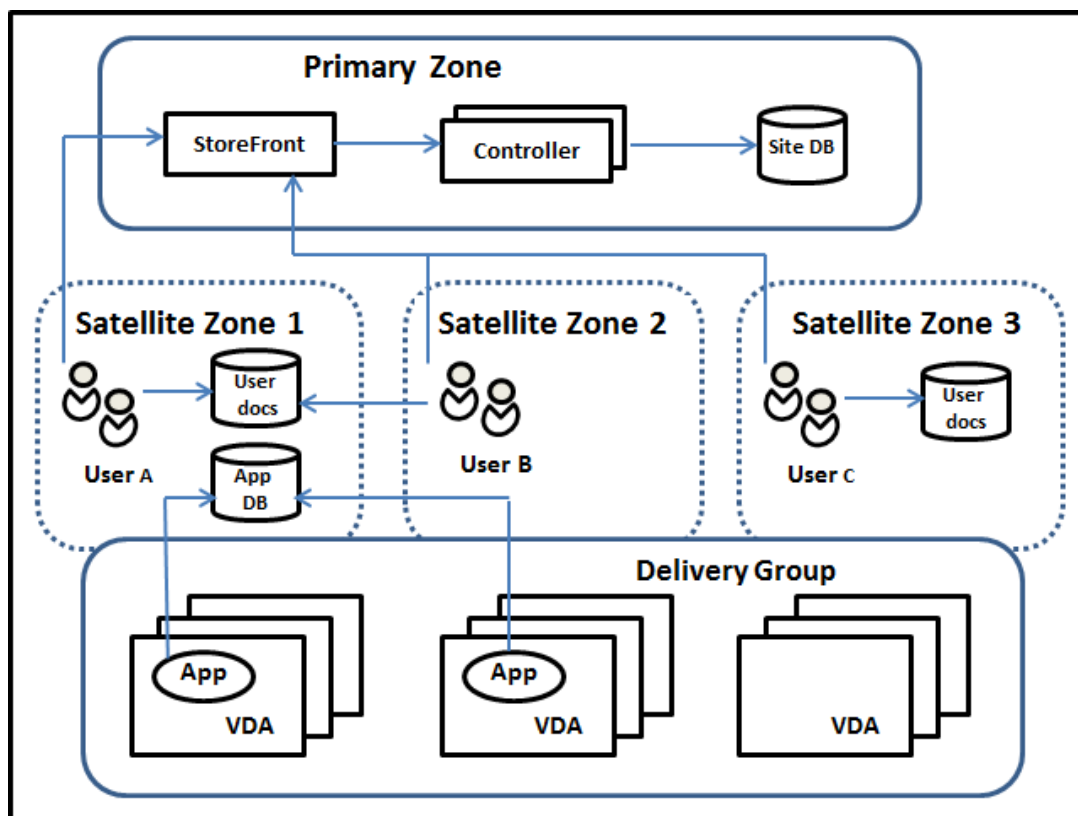 Primary Zone
StoreFront
Controller
Site DB
Satellite Zone 1
Satellite Zone 2
Satellite Zone 3
User
docs
User
docs
User A
User B
User C
App
DB
Delivery Group
App
VDA
App
VDA
VDA